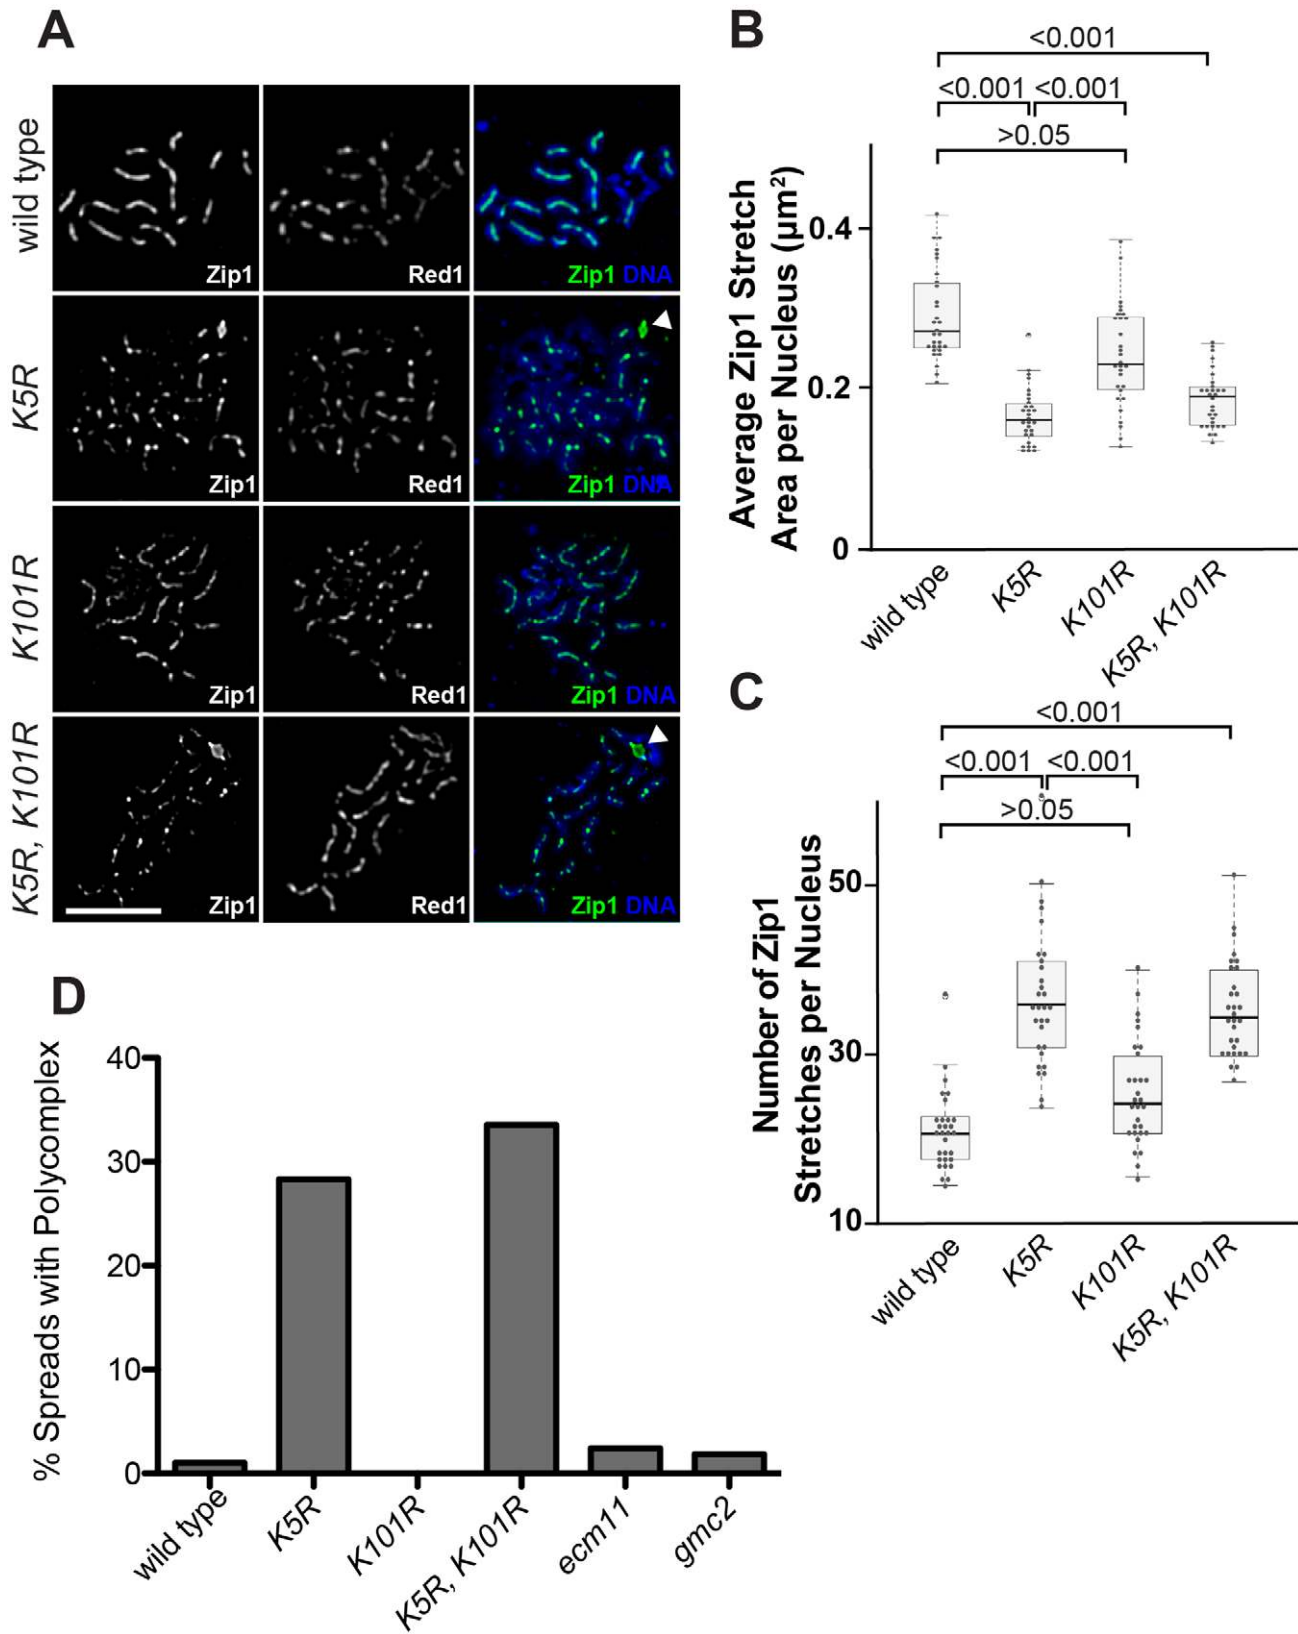 A
wild type
Zip1
Red1
Zip1 DNA
K5R
Zip1
Red1
Zip1 DNA
K101R
Zip1
Red1
Zip1 DNA
K5R, K101R
Zip1
Red1
Zip1 DNA
B
<0.001
<0.001
<0.001
>0.05
Average Zip1 Stretch
Area per Nucleus (µm²)
0.4
0.2
0
wild type
K5R
K101R
K5R, K101R
C
<0.001
<0.001
<0.001
>0.05
Number of Zip1
Stretches per Nucleus
50
30
10
wild type
K5R
K101R
K5R, K101R
D
% Spreads with Polycomplex
40
30
20
10
0
wild type
K5R
K101R
K5R, K101R
ecm11
gmc2